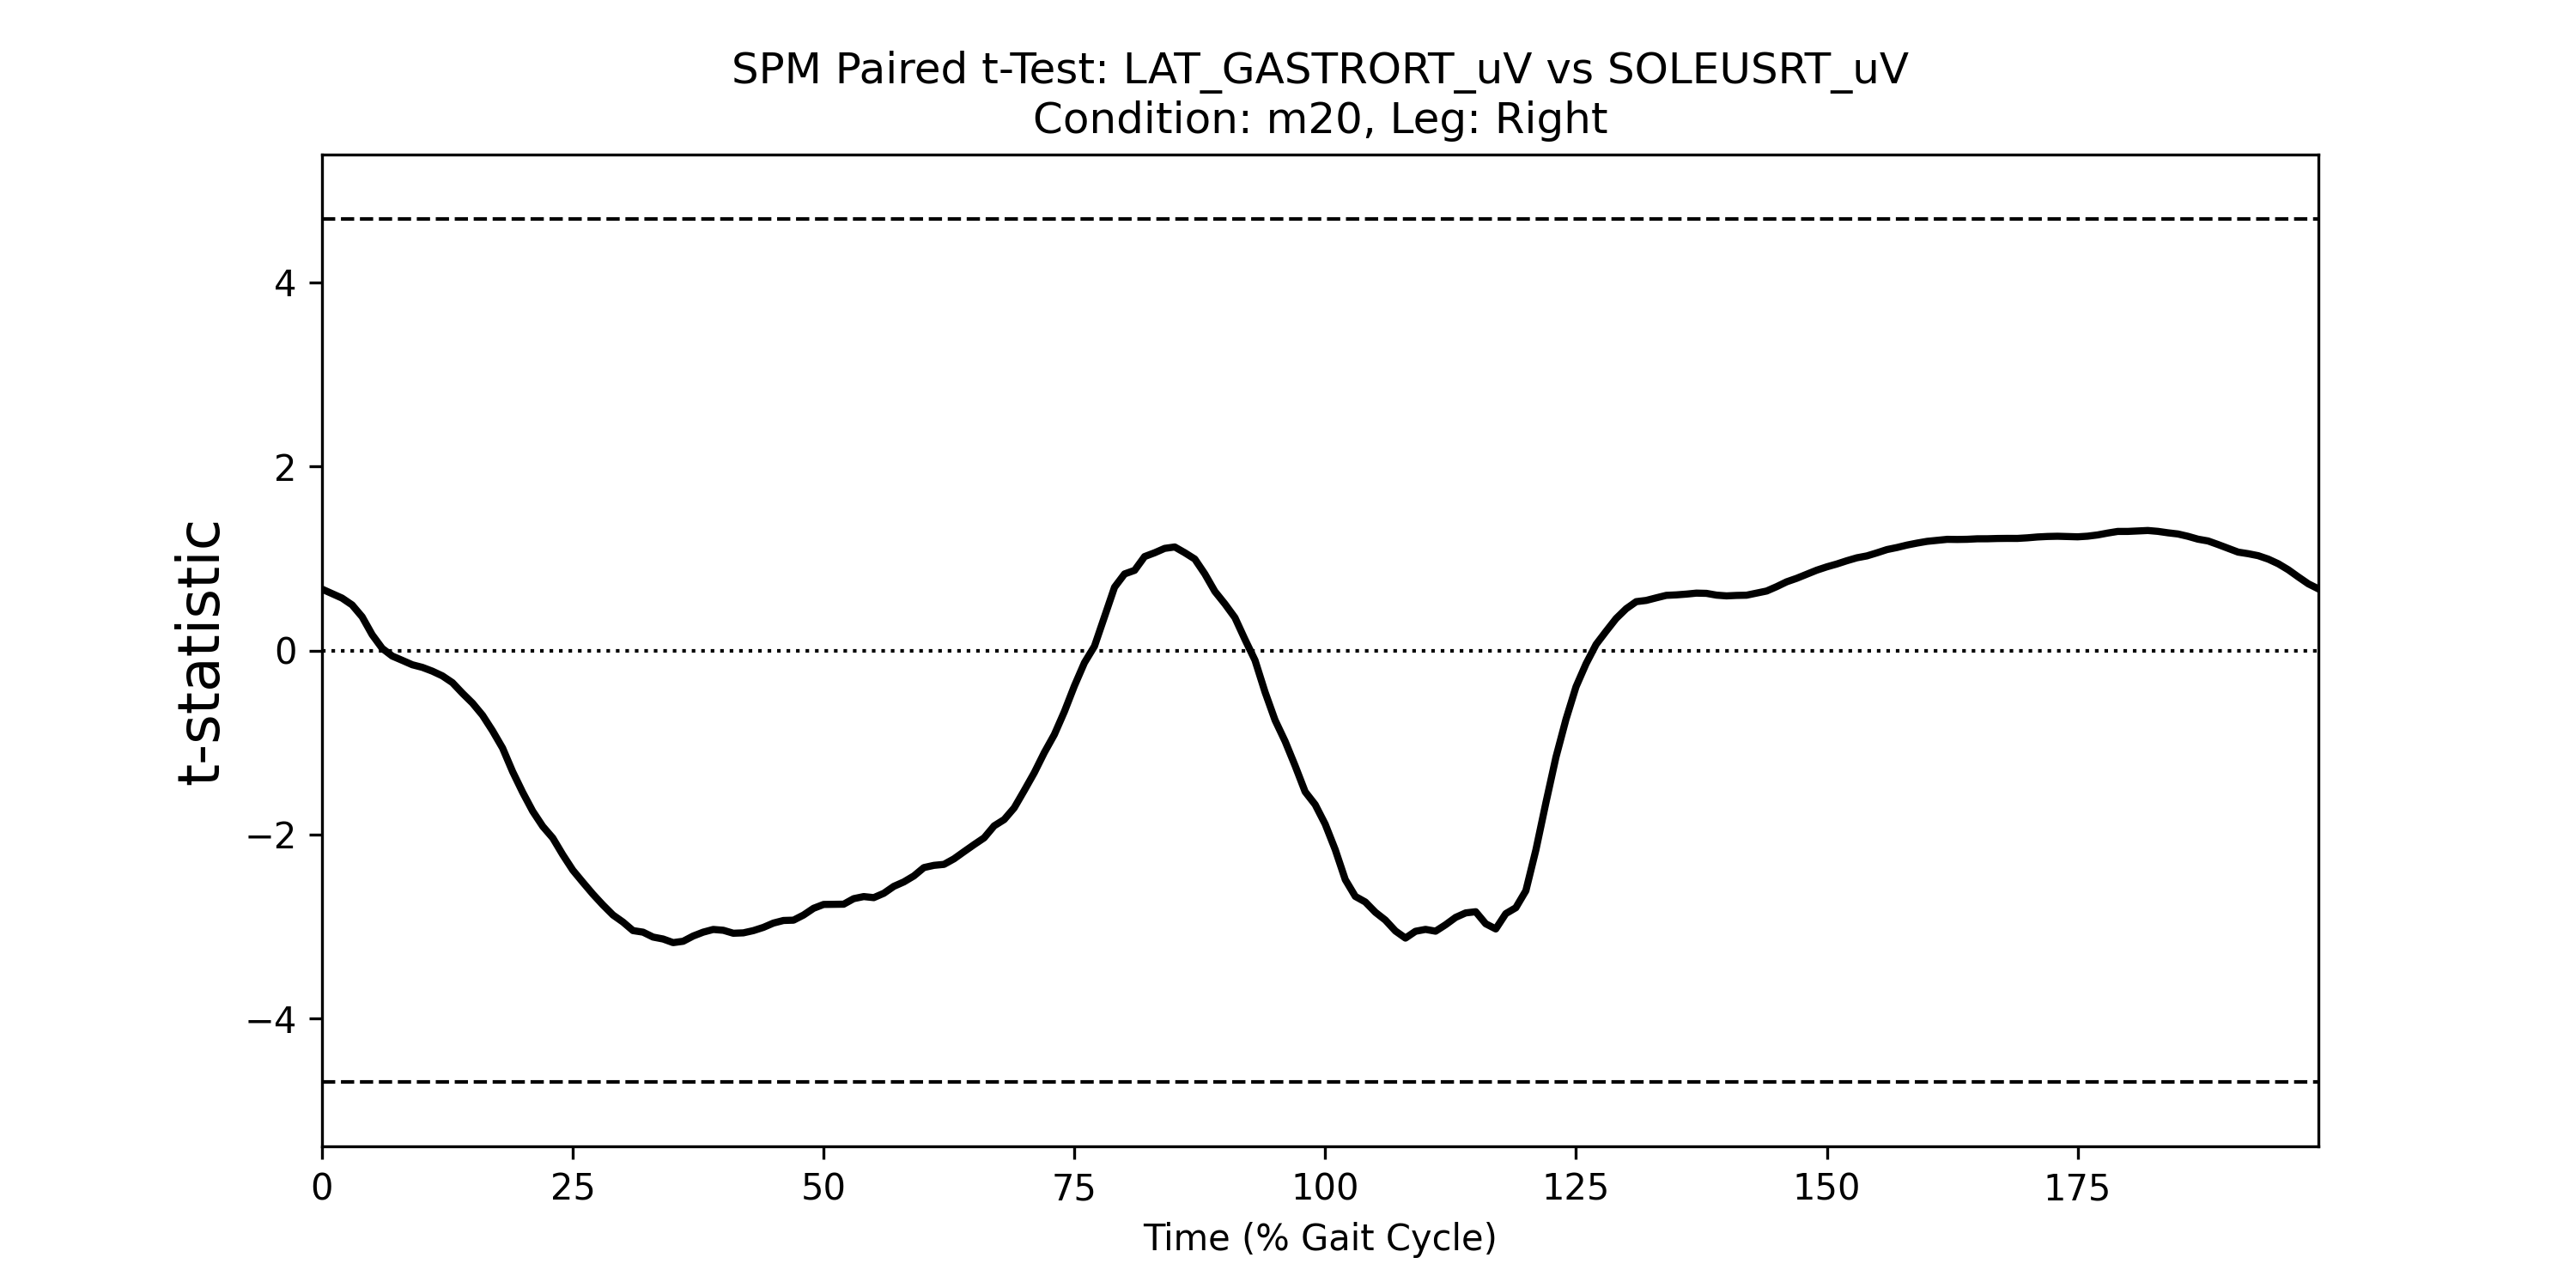 SPM Paired t-Test: LAT_GASTRORT_uV vs SOLEUSRT_uV
Condition: m20, Leg: Right
t-statistic
4
2
0
−2
−4
0 25 50 75 100 125 150 175
Time (% Gait Cycle)